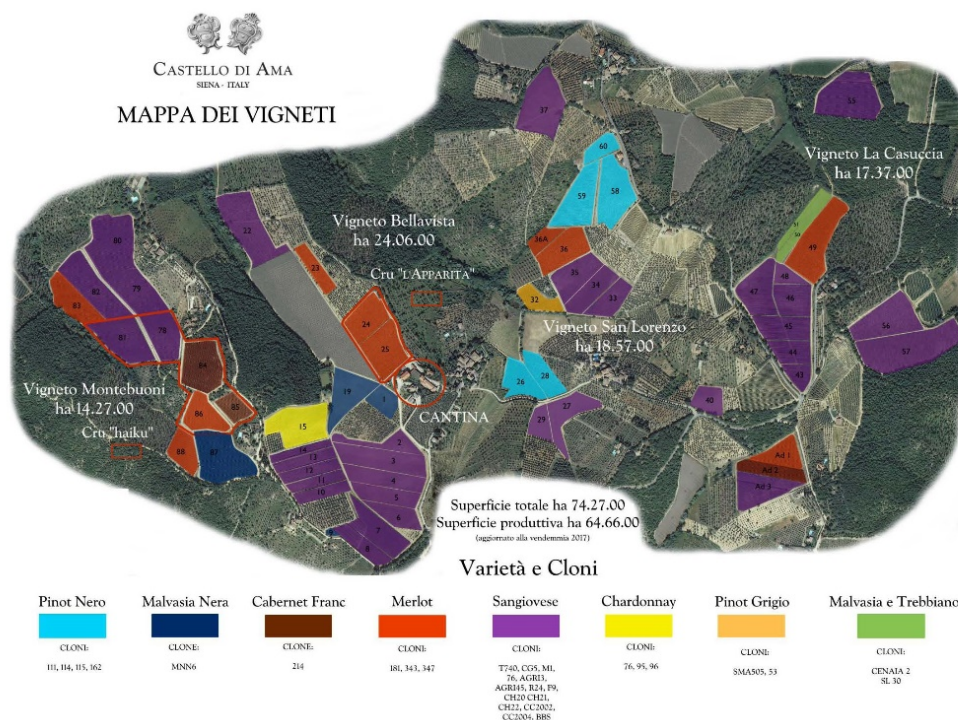 CASTELLO DI AMA
SIENA - ITALY
MAPPA DEI VIGNETI
37
55
60
59
58
Vigneto La Casuccia
ha 17.37.00
22
Vigneto Bellavista
ha 24.06.00
80
23
36A
36
49
Cru "L'APPARITA"
82
79
35
34
33
48
47
46
83
32
24
81
78
25
Vigneto San Lorenzo
ha 18.57.00
45
56
57
44
84
26
28
43
Vigneto Montebuoni
ha 14.27.00
19
1
CANTINA
86
85
27
29
40
Cru "haiku"
15
88
87
14
13
12
11
10
2
3
4
5
6
7
8
Ad 1
Ad 2
Ad 3
Superficie totale ha 74.27.00
Superficie produttiva ha 64.66.00
(aggiornato alla vendemmia 2017)
Varietà e Cloni
Pinot Nero
CLONI:
111, 114, 115, 162
Malvasia Nera
CLONE:
MNN6
Cabernet Franc
CLONE:
214
Merlot
CLONI:
181, 343, 347
Sangiovese
CLONI:
T740, CG5, M1,
76, AGRI3,
AGRI45, R24, F9,
CH20 CH21,
CH22, CC2002,
CC2004, BBS
Chardonnay
CLONI:
76, 95, 96
Pinot Grigio
CLONI:
SMA505, 53
Malvasia e Trebbiano
CLONI:
CENAIA 2
SL 30